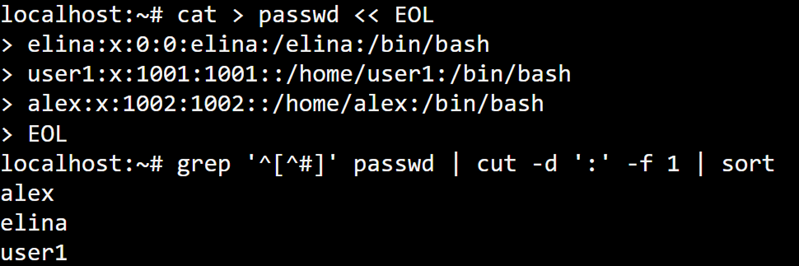 localhost:~# cat > passwd << EOL
> elina:x:0:0:elina:/elina:/bin/bash
> user1:x:1001:1001::/home/user1:/bin/bash
> alex:x:1002:1002::/home/alex:/bin/bash
> EOL
localhost:~# grep '^[^#]' passwd | cut -d ':' -f 1 | sort
alex
elina
user1